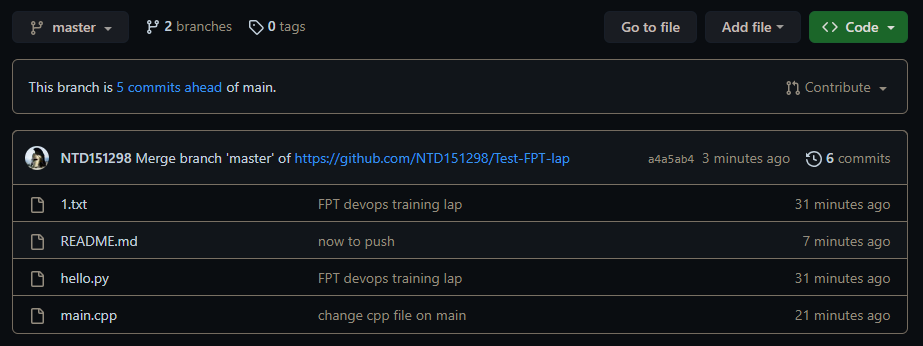 master 2 branches 0 tags Go to file Add file Code
This branch is 5 commits ahead of main. Contribute
NTD151298 Merge branch 'master' of https://github.com/NTD151298/Test-FPT-lap a4a5ab4 3 minutes ago 6 commits
1.txt FPT devops training lap 31 minutes ago
README.md now to push 7 minutes ago
hello.py FPT devops training lap 31 minutes ago
main.cpp change cpp file on main 21 minutes ago